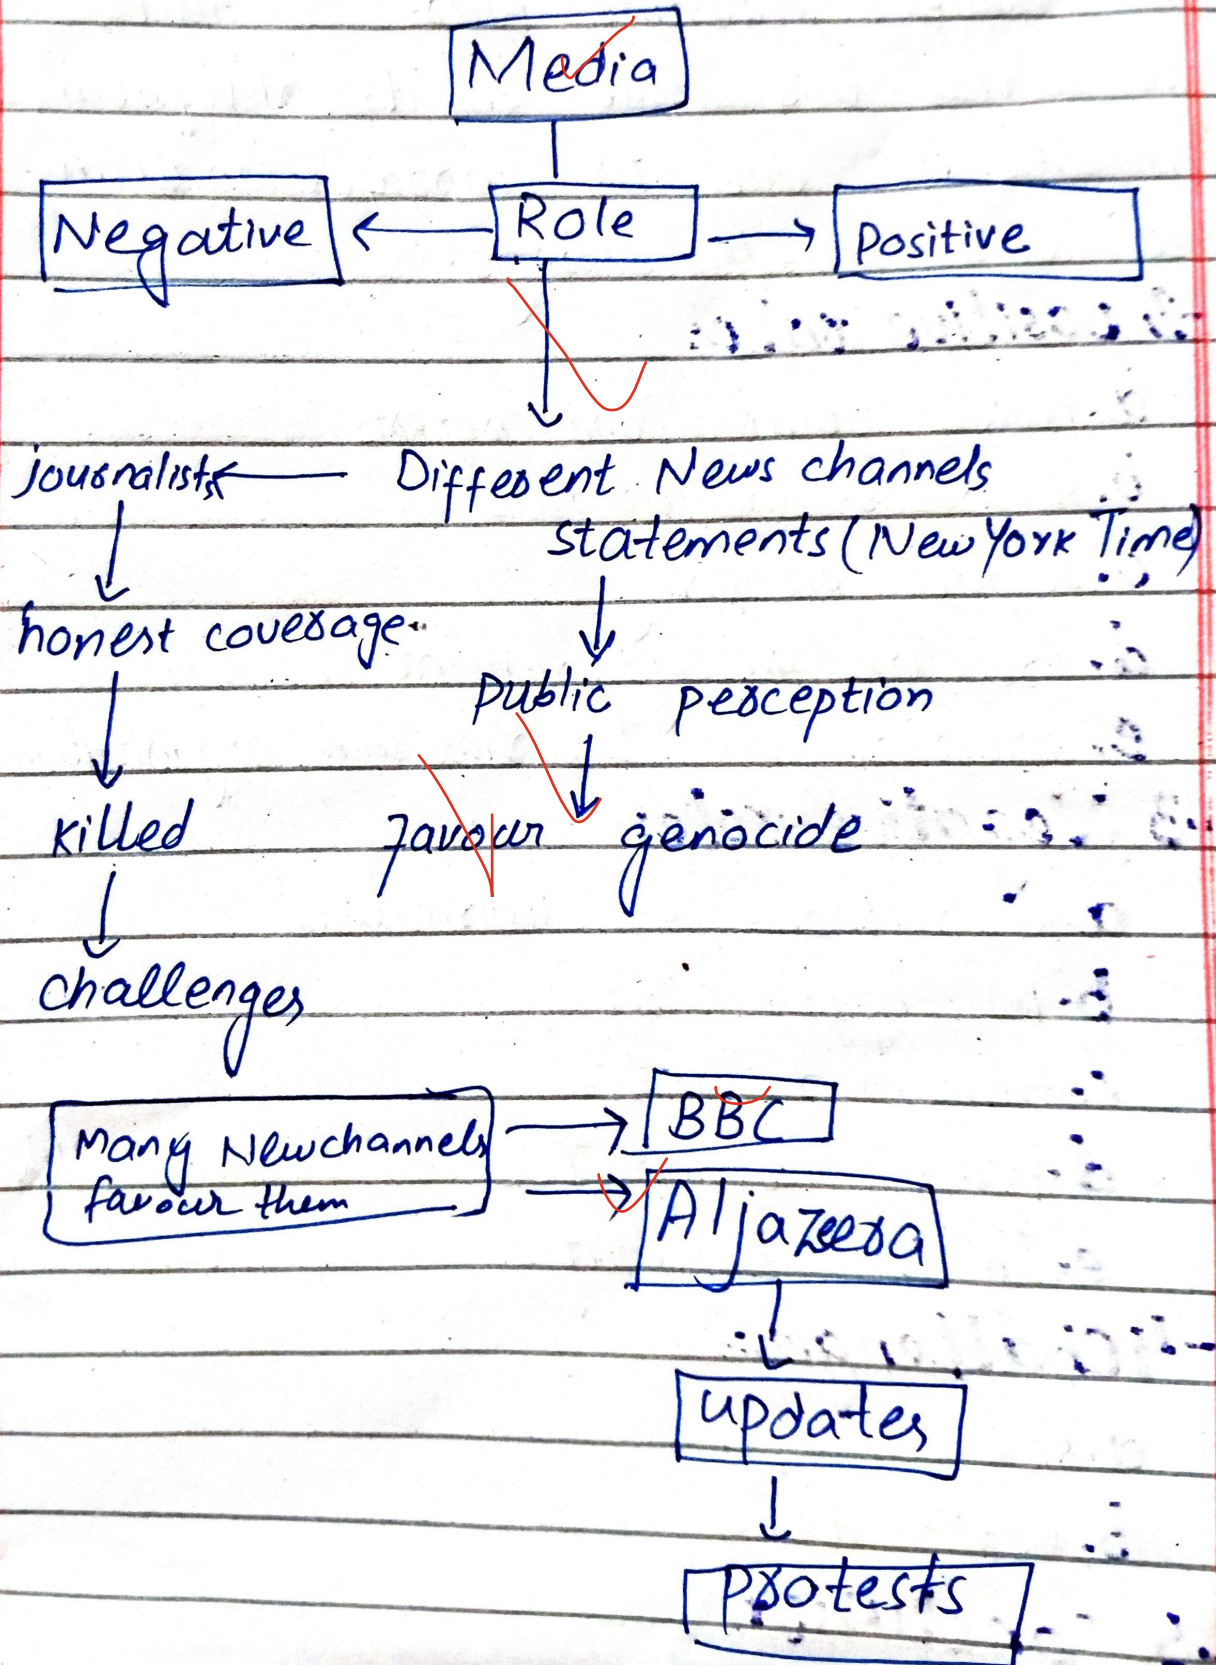 Media
Negative
Role
Positive
journalists
Different News channels
statements (New York Time)
honest coverage
Public perception
killed
favour genocide
challenges
Many Newchannels
favour them
BBC
Aljazeera
updates
protests